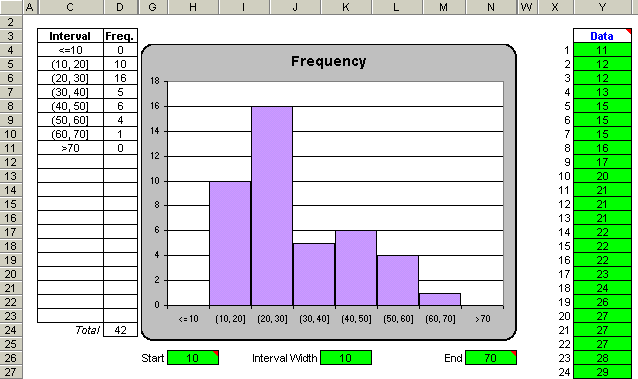 A C D G H I J K L M N W X Y
2
3 Interval Freq. Data
4 <=10 0 1 11
5 (10, 20] 10 2 12
6 (20, 30] 16 3 12
7 (30, 40] 5 4 13
8 (40, 50] 6 5 15
9 (50, 60] 4 6 15
10 (60, 70] 1 7 15
11 >70 0 8 16
12 9 17
13 10 20
14 11 21
15 12 21
16 13 21
17 14 22
18 15 22
19 16 22
20 17 23
21 18 24
22 19 26
23 20 27
24 Total 42 21 27
25 22 27
26 Start 10 Interval Width 10 End 70 23 28
27 24 29
Frequency
18
16
14
12
10
8
6
4
2
0
<=10 (10, 20] (20, 30] (30, 40] (40, 50] (50, 60] (60, 70] >70